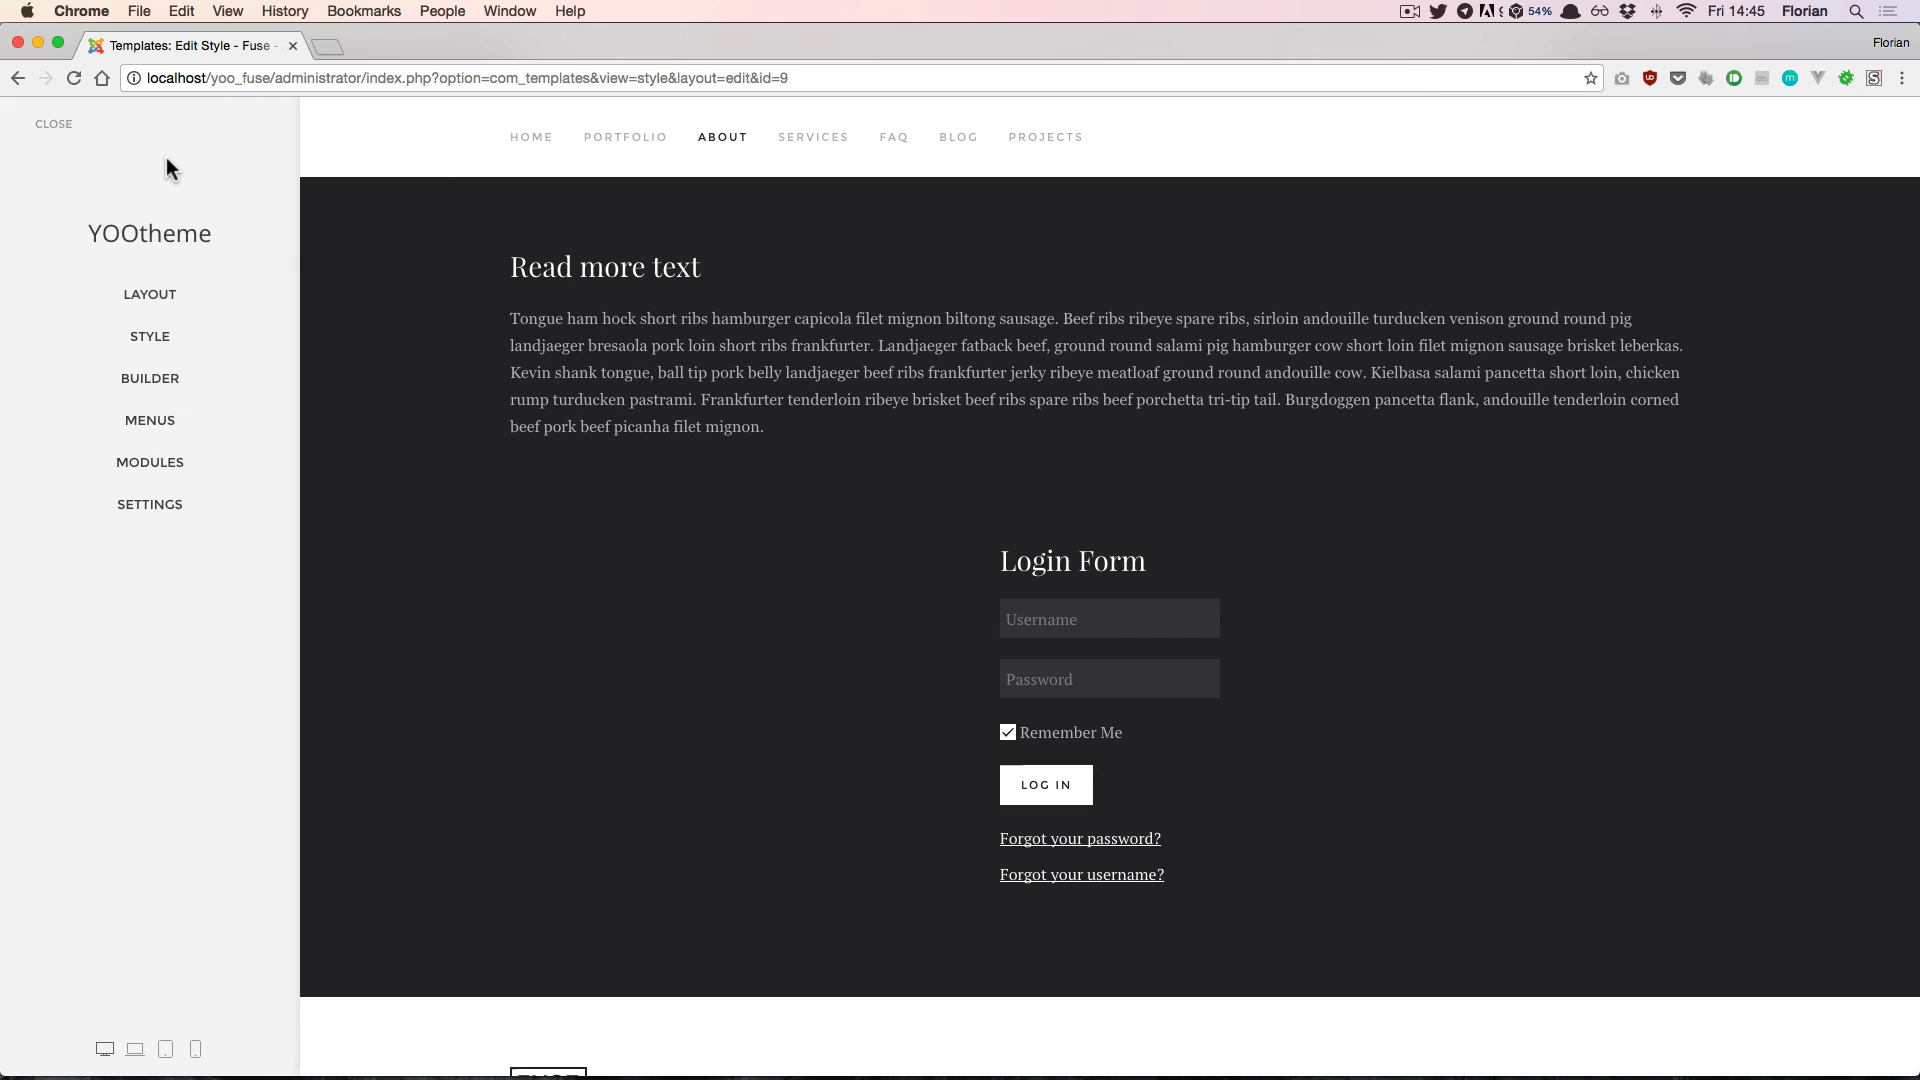 Chrome File Edit View History Bookmarks People Window Help
54% Fri 14:45 Florian
Templates: Edit Style - Fuse -
Florian
localhost/yoo_fuse/administrator/index.php?option=com_templates&view=style&layout=edit&id=9
CLOSE
YOOtheme
LAYOUT
STYLE
BUILDER
MENUS
MODULES
SETTINGS
HOME PORTFOLIO ABOUT SERVICES FAQ BLOG PROJECTS
Read more text
Tongue ham hock short ribs hamburger capicola filet mignon biltong sausage. Beef ribs ribeye spare ribs, sirloin andouille turducken venison ground round pig
landjaeger bresaola pork loin short ribs frankfurter. Landjaeger fatback beef, ground round salami pig hamburger cow short loin filet mignon sausage brisket leberkas.
Kevin shank tongue, ball tip pork belly landjaeger beef ribs frankfurter jerky ribeye meatloaf ground round andouille cow. Kielbasa salami pancetta short loin, chicken
rump turducken pastrami. Frankfurter tenderloin ribeye brisket beef ribs spare ribs beef porchetta tri-tip tail. Burgdoggen pancetta flank, andouille tenderloin corned
beef pork beef picanha filet mignon.
Login Form
Username
Password
Remember Me
LOG IN
Forgot your password?
Forgot your username?